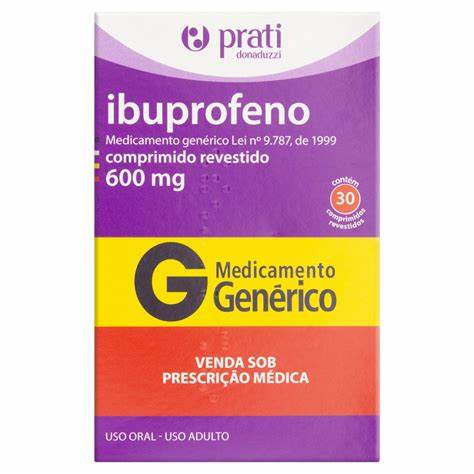 prati
donaduzzi
ibuprofeno
Medicamento genérico Lei nº 9.787, de 1999
comprimido revestido
600 mg
contém
30
comprimidos
revestidos
G Medicamento
Genérico
VENDA SOB
PRESCRIÇÃO MÉDICA
USO ORAL - USO ADULTO